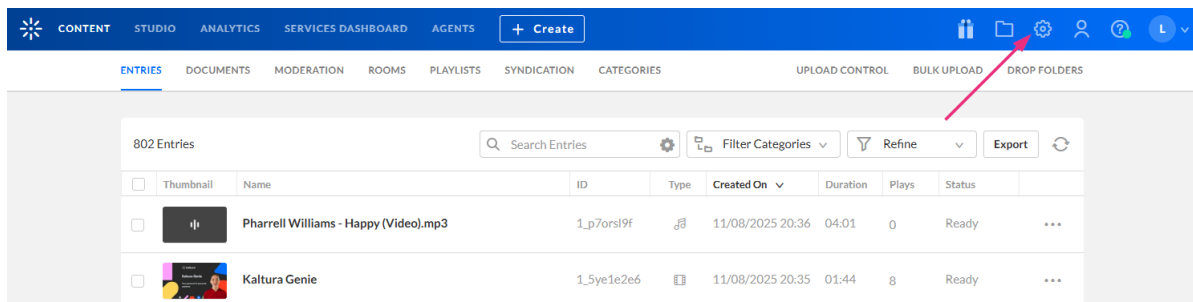 CONTENT STUDIO ANALYTICS SERVICES DASHBOARD AGENTS + Create ? L
ENTRIES DOCUMENTS MODERATION ROOMS PLAYLISTS SYNDICATION CATEGORIES UPLOAD CONTROL BULK UPLOAD DROP FOLDERS
802 Entries Search Entries Filter Categories Refine Export
Thumbnail Name ID Type Created On Duration Plays Status
Pharrell Williams - Happy (Video).mp3 1_p7orsl9f 11/08/2025 20:36 04:01 0 Ready
Kaltura Genie 1_5ye1e2e6 11/08/2025 20:35 01:44 8 Ready